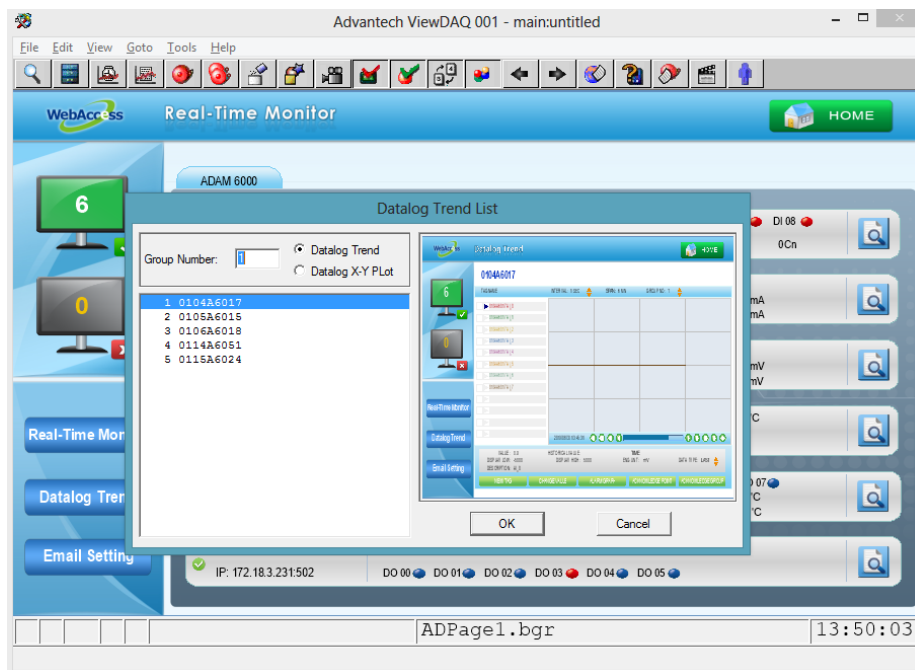 Advantech ViewDAQ 001 - main:untitled
File Edit View Goto Tools Help
WebAccess Real-Time Monitor HOME
ADAM 6000
6
Datalog Trend List
DI 08
0Cn
Group Number: 1
Datalog Trend
Datalog X-Y PLot
1 0104A6017
2 0105A6015
3 0106A6018
4 0114A6051
5 0115A6024
WebAccess Datalog Trend HOME
0104A6017
6
0
Real-Time Monitor
Datalog Trend
Email Setting
OK Cancel
0
mA
mA
mV
mV
Real-Time Mon
°C
Datalog Tren
07
°C
°C
Email Setting
IP: 172.18.3.231:502 DO 00 DO 01 DO 02 DO 03 DO 04 DO 05
ADPage1.bgr 13:50:03